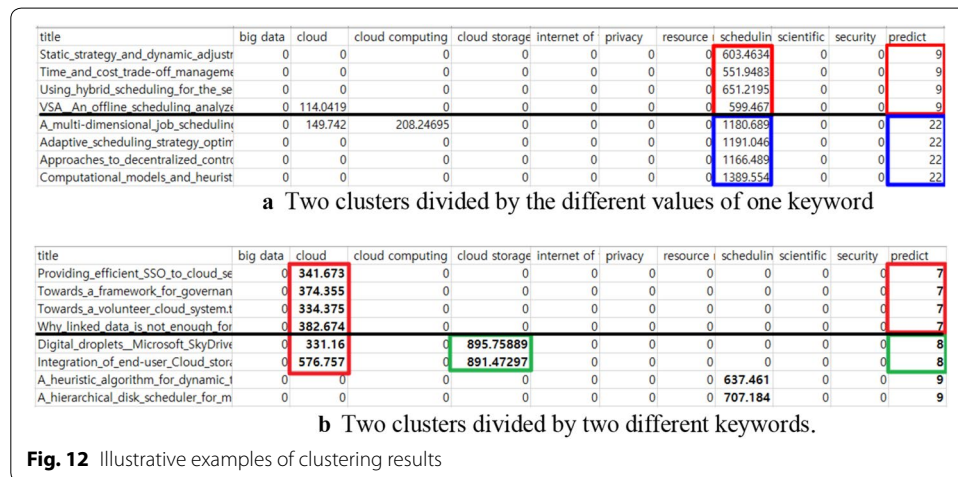 title big data cloud cloud computing cloud storage internet of privacy resource schedulin scientific security predict
Static_strategy_and_dynamic_adjustr 0 0 0 0 0 0 0 603.4634 0 0 9
Time_and_cost_trade-off_manageme 0 0 0 0 0 0 0 551.9483 0 0 9
Using_hybrid_scheduling_for_the_se 0 0 0 0 0 0 0 651.2195 0 0 9
VSA__An_offline_scheduling_analyze 0 114.0419 0 0 0 0 0 599.467 0 0 9
A_multi-dimensional_job_scheduling 0 149.742 208.24695 0 0 0 0 1180.689 0 0 22
Adaptive_scheduling_strategy_optim 0 0 0 0 0 0 0 1191.046 0 0 22
Approaches_to_decentralized_contro 0 0 0 0 0 0 0 1166.489 0 0 22
Computational_models_and_heurist 0 0 0 0 0 0 0 1389.554 0 0 22
a Two clusters divided by the different values of one keyword
title big data cloud cloud computing cloud storage internet of privacy resource schedulin scientific security predict
Providing_efficient_SSO_to_cloud_se 0 341.673 0 0 0 0 0 0 0 0 7
Towards_a_framework_for_governan 0 374.355 0 0 0 0 0 0 0 0 7
Towards_a_volunteer_cloud_system.t 0 334.375 0 0 0 0 0 0 0 0 7
Why_linked_data_is_not_enough_for 0 382.674 0 0 0 0 0 0 0 0 7
Digital_droplets__Microsoft_SkyDrive 0 331.16 0 895.75889 0 0 0 0 0 0 8
Integration_of_end-user_Cloud_stora 0 576.757 0 891.47297 0 0 0 0 0 0 8
A_heuristic_algorithm_for_dynamic_t 0 0 0 0 0 0 0 637.461 0 0 9
A_hierarchical_disk_scheduler_for_m 0 0 0 0 0 0 0 707.184 0 0 9
b Two clusters divided by two different keywords.
Fig. 12 Illustrative examples of clustering results